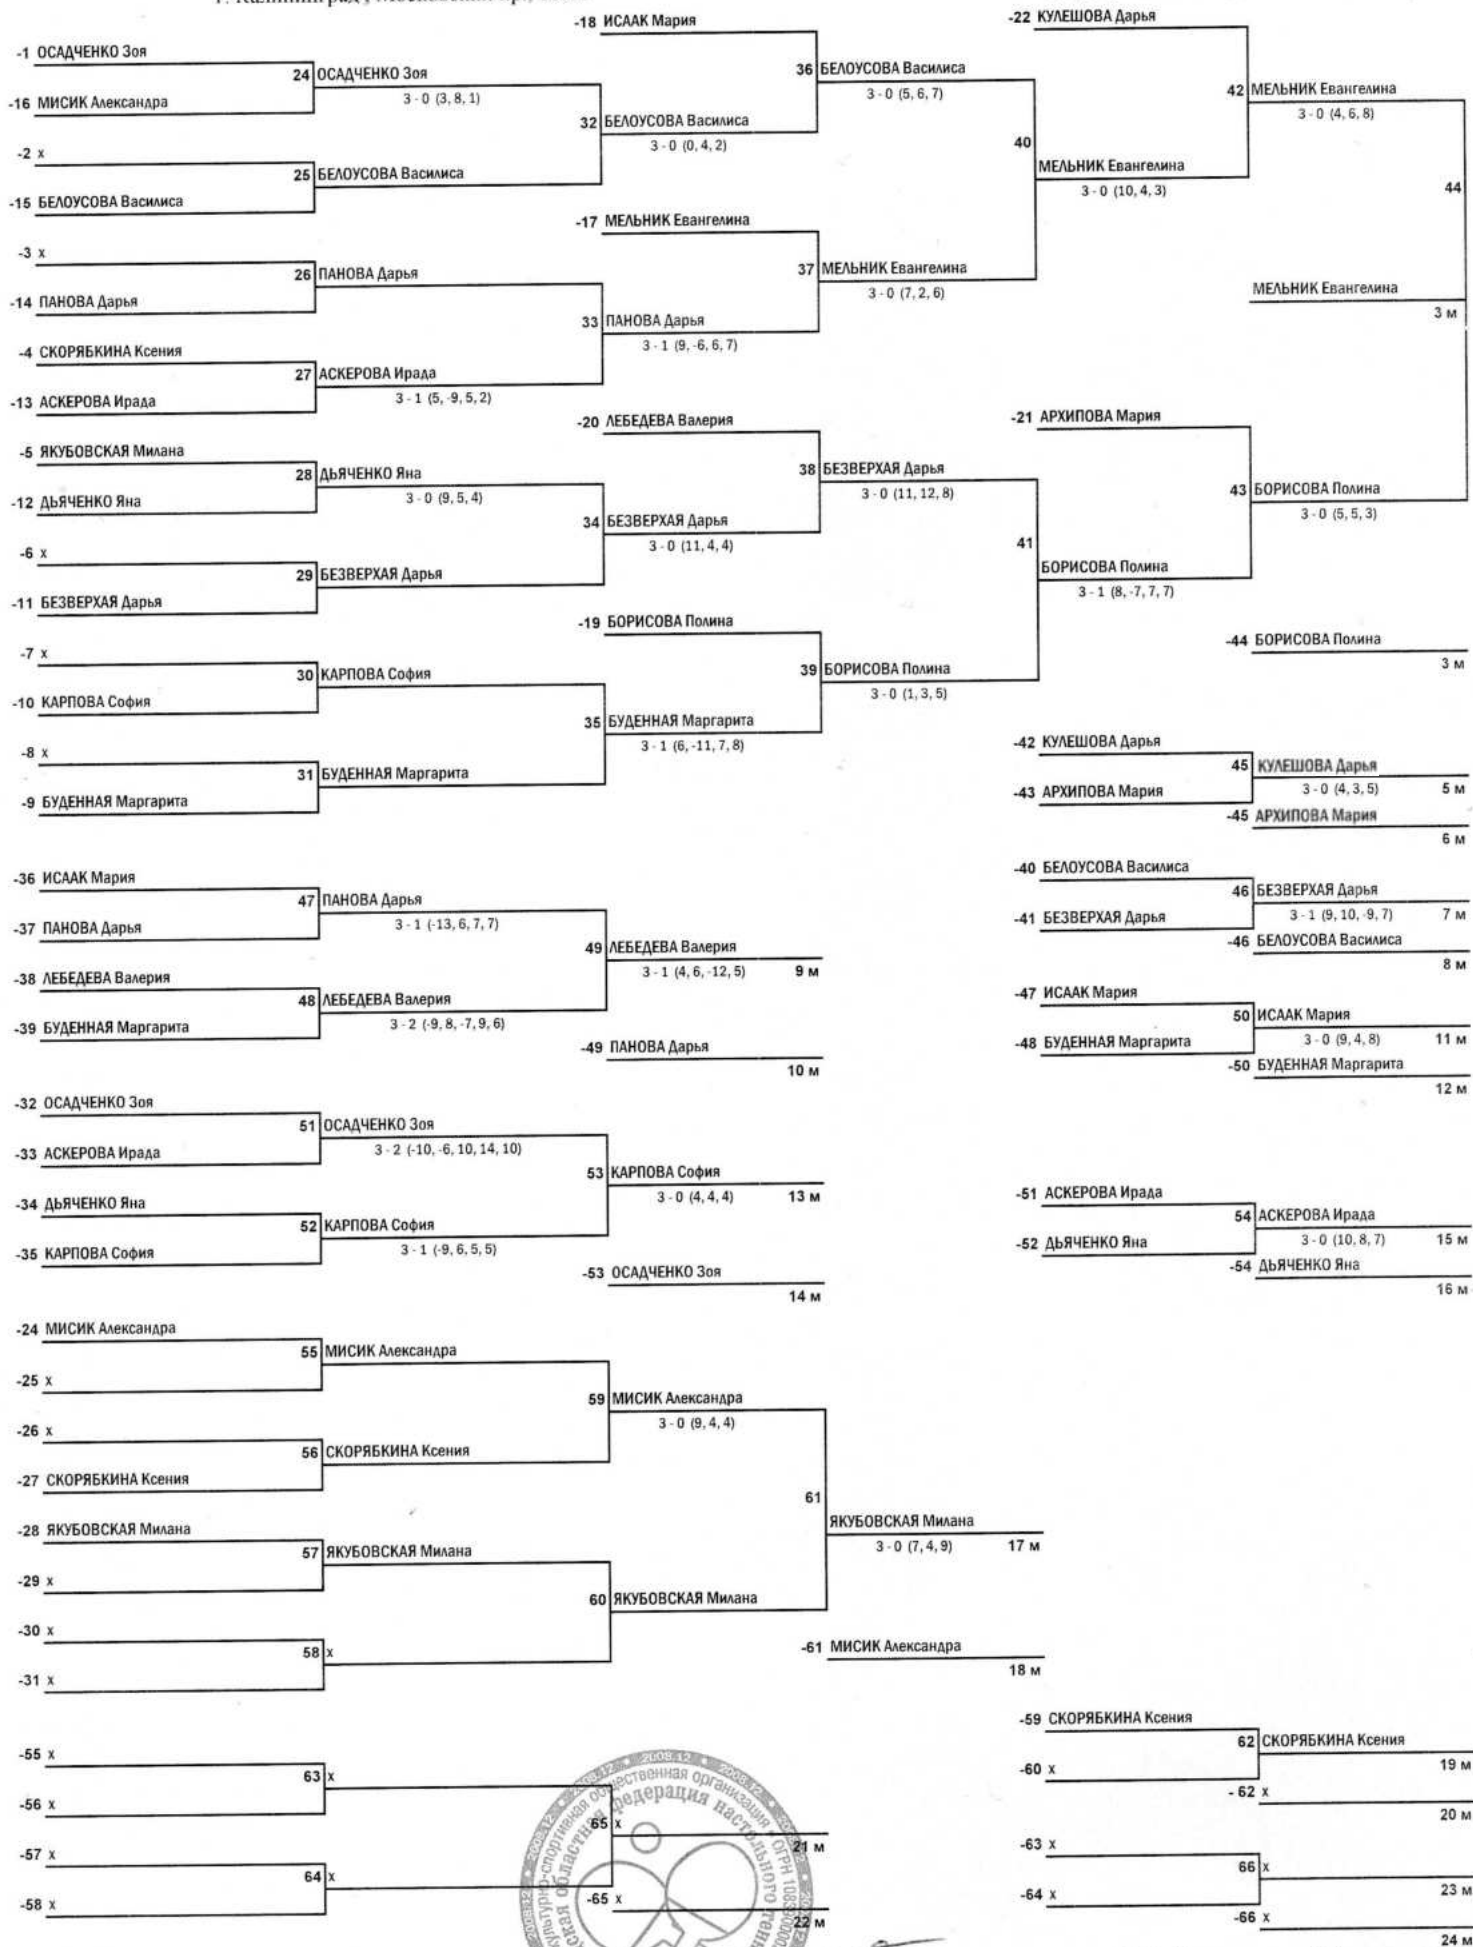 -18 ИСААК Мария
-22 КУЛЕШОВА Дарья
-1 ОСАДЧЕНКО Зоя
24 ОСАДЧЕНКО Зоя
3 - 0 (3, 8, 1)
-16 МИСИК Александра
36 БЕЛОУСОВА Василиса
3 - 0 (5, 6, 7)
42 МЕЛЬНИК Евангелина
3 - 0 (4, 6, 8)
32 БЕЛОУСОВА Василиса
3 - 0 (0, 4, 2)
-2 x
25 БЕЛОУСОВА Василиса
-15 БЕЛОУСОВА Василиса
40
МЕЛЬНИК Евангелина
3 - 0 (10, 4, 3)
44
-17 МЕЛЬНИК Евангелина
-3 x
26 ПАНОВА Дарья
-14 ПАНОВА Дарья
37 МЕЛЬНИК Евангелина
3 - 0 (7, 2, 6)
МЕЛЬНИК Евангелина
3 м
33 ПАНОВА Дарья
3 - 1 (9, -6, 6, 7)
-4 СКОРЯБКИНА Ксения
27 АСКЕРОВА Ирада
3 - 1 (5, -9, 5, 2)
-13 АСКЕРОВА Ирада
-20 ЛЕБЕДЕВА Валерия
-21 АРХИПОВА Мария
-5 ЯКУБОВСКАЯ Милана
28 ДЬЯЧЕНКО Яна
3 - 0 (9, 5, 4)
-12 ДЬЯЧЕНКО Яна
38 БЕЗВЕРХАЯ Дарья
3 - 0 (11, 12, 8)
43 БОРИСОВА Полина
3 - 0 (5, 5, 3)
34 БЕЗВЕРХАЯ Дарья
3 - 0 (11, 4, 4)
-6 x
29 БЕЗВЕРХАЯ Дарья
-11 БЕЗВЕРХАЯ Дарья
41
БОРИСОВА Полина
3 - 1 (8, -7, 7, 7)
-19 БОРИСОВА Полина
-44 БОРИСОВА Полина
3 м
-7 x
30 КАРПОВА София
-10 КАРПОВА София
39 БОРИСОВА Полина
3 - 0 (1, 3, 5)
35 БУДЕННАЯ Маргарита
3 - 1 (6, -11, 7, 8)
-8 x
31 БУДЕННАЯ Маргарита
-9 БУДЕННАЯ Маргарита
-42 КУЛЕШОВА Дарья
45 КУЛЕШОВА Дарья
3 - 0 (4, 3, 5) 5 м
-43 АРХИПОВА Мария
-45 АРХИПОВА Мария
6 м
-36 ИСААК Мария
47 ПАНОВА Дарья
3 - 1 (-13, 6, 7, 7)
-37 ПАНОВА Дарья
-40 БЕЛОУСОВА Василиса
46 БЕЗВЕРХАЯ Дарья
3 - 1 (9, 10, -9, 7) 7 м
-41 БЕЗВЕРХАЯ Дарья
-46 БЕЛОУСОВА Василиса
8 м
49 ЛЕБЕДЕВА Валерия
3 - 1 (4, 6, -12, 5) 9 м
-38 ЛЕБЕДЕВА Валерия
48 ЛЕБЕДЕВА Валерия
3 - 2 (-9, 8, -7, 9, 6)
-39 БУДЕННАЯ Маргарита
-49 ПАНОВА Дарья
10 м
-47 ИСААК Мария
50 ИСААК Мария
3 - 0 (9, 4, 8) 11 м
-48 БУДЕННАЯ Маргарита
-50 БУДЕННАЯ Маргарита
12 м
-32 ОСАДЧЕНКО Зоя
51 ОСАДЧЕНКО Зоя
3 - 2 (-10, -6, 10, 14, 10)
-33 АСКЕРОВА Ирада
53 КАРПОВА София
3 - 0 (4, 4, 4) 13 м
-34 ДЬЯЧЕНКО Яна
52 КАРПОВА София
3 - 1 (-9, 6, 5, 5)
-35 КАРПОВА София
-53 ОСАДЧЕНКО Зоя
14 м
-51 АСКЕРОВА Ирада
54 АСКЕРОВА Ирада
3 - 0 (10, 8, 7) 15 м
-52 ДЬЯЧЕНКО Яна
-54 ДЬЯЧЕНКО Яна
16 м
-24 МИСИК Александра
55 МИСИК Александра
-25 x
59 МИСИК Александра
3 - 0 (9, 4, 4)
-26 x
56 СКОРЯБКИНА Ксения
-27 СКОРЯБКИНА Ксения
61
ЯКУБОВСКАЯ Милана
3 - 0 (7, 4, 9) 17 м
-28 ЯКУБОВСКАЯ Милана
57 ЯКУБОВСКАЯ Милана
-29 x
60 ЯКУБОВСКАЯ Милана
-30 x
58 x
-31 x
-61 МИСИК Александра
18 м
-59 СКОРЯБКИНА Ксения
62 СКОРЯБКИНА Ксения
19 м
-60 x
- 62 x
20 м
-55 x
63 x
-56 x
65 x
21 м
-57 x
64 x
-58 x
-65 x
22 м
-63 x
66 x
23 м
-64 x
-66 x
24 м